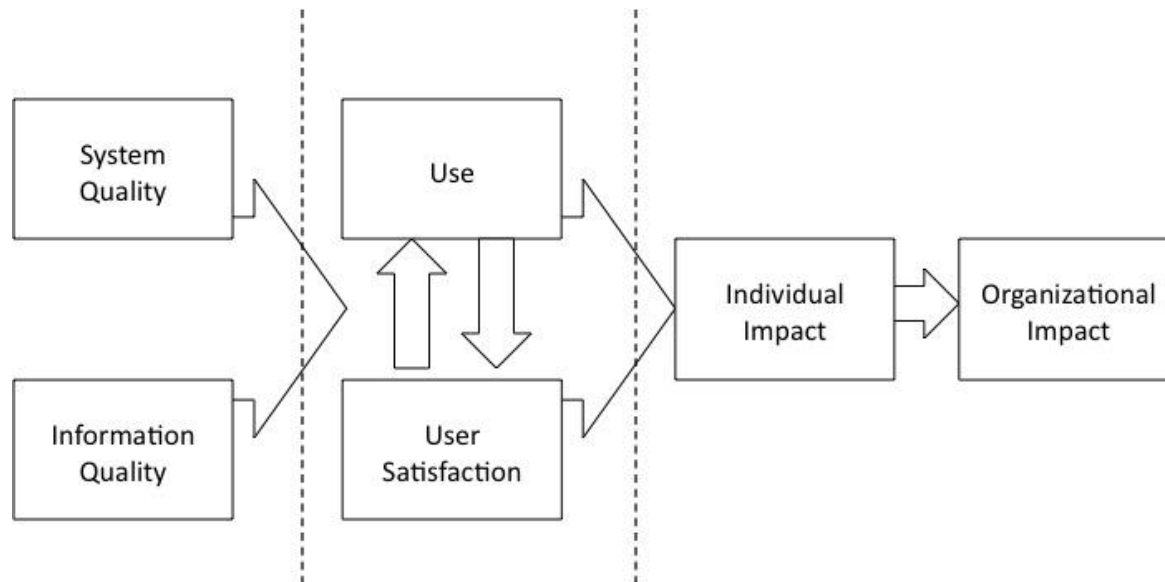 System
Quality
Use
Individual
Impact
Organizational
Impact
Information
Quality
User
Satisfaction